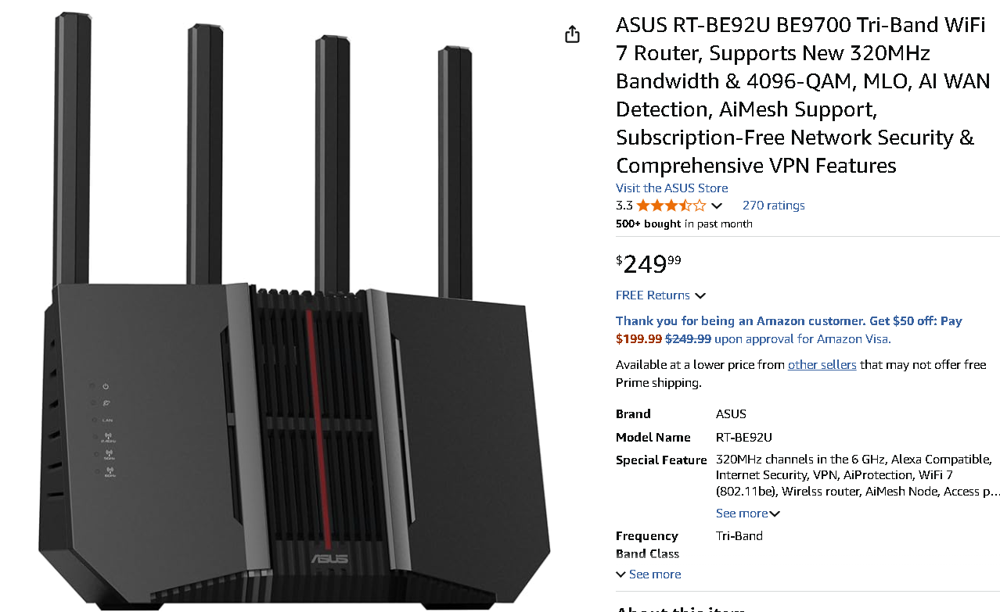 ASUS RT-BE92U BE9700 Tri-Band WiFi
7 Router, Supports New 320MHz
Bandwidth & 4096-QAM, MLO, AI WAN
Detection, AiMesh Support,
Subscription-Free Network Security &
Comprehensive VPN Features
Visit the ASUS Store
3.3 270 ratings
500+ bought in past month
$249.99
FREE Returns
Thank you for being an Amazon customer. Get $50 off: Pay
$199.99 $249.99 upon approval for Amazon Visa.
Available at a lower price from other sellers that may not offer free
Prime shipping.
Brand ASUS
Model Name RT-BE92U
Special Feature 320MHz channels in the 6 GHz, Alexa Compatible,
Internet Security, VPN, AiProtection, WiFi 7
(802.11be), Wirelss router, AiMesh Node, Access p...
See more
Frequency Tri-Band
Band Class
See more
About this item
LAN
2.4GHz
5GHz
6GHz
ASUS